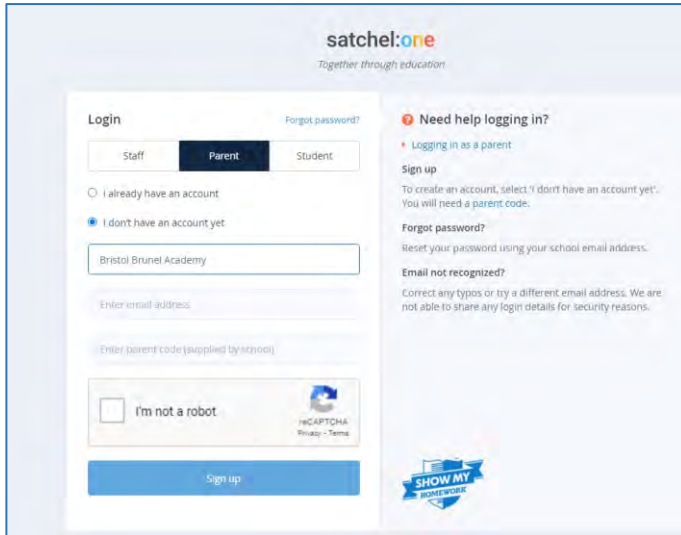 satchel:one
Together through education
Login
Forgot password?
Staff
Parent
Student
I already have an account
I don't have an account yet
Bristol Brunel Academy
Enter email address
Enter parent code (supplied by school)
I'm not a robot
reCAPTCHA
Privacy - Terms
Sign up
Need help logging in?
Logging in as a parent
Sign up
To create an account, select 'I don't have an account yet'.
You will need a parent code.
Forgot password?
Reset your password using your school email address.
Email not recognized?
Correct any typos or try a different email address. We are
not able to share any login details for security reasons.
SHOW MY
HOMEWORK